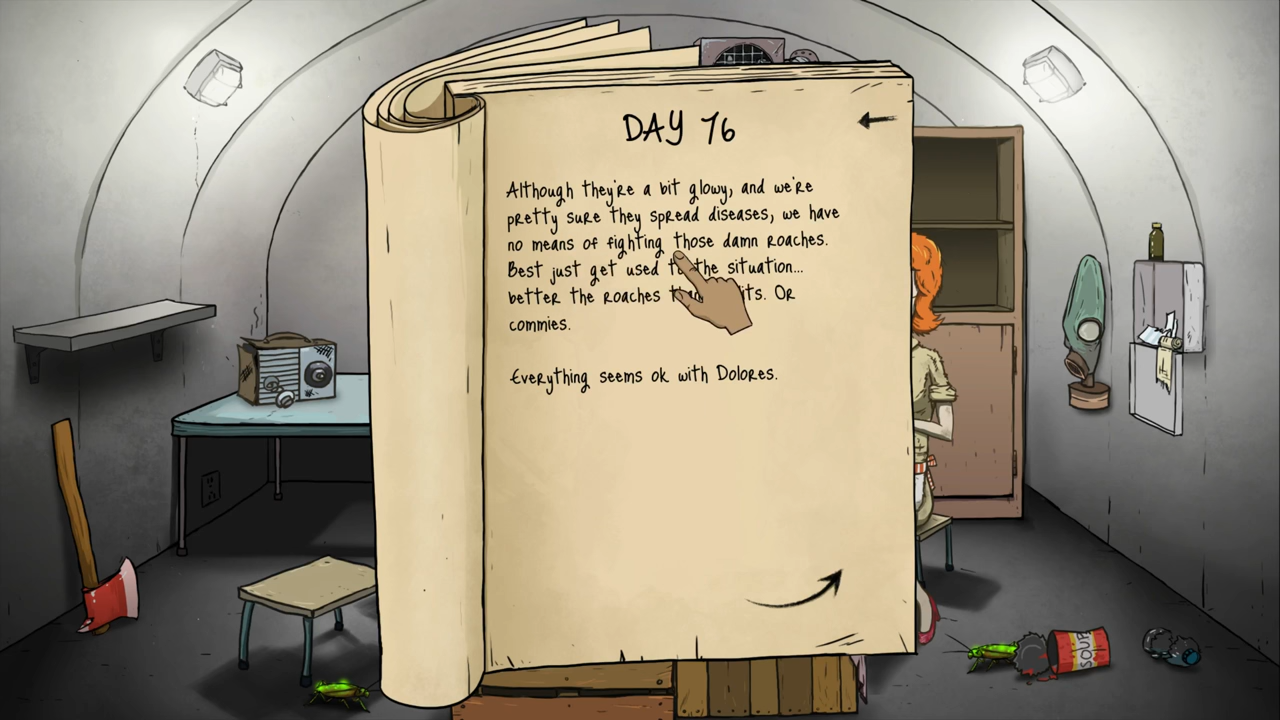 DAY 76
Although they're a bit glowy, and we're
pretty sure they spread diseases, we have
no means of fighting those damn roaches.
Best just get used the situation...
better the roaches Or
commies.
Everything seems ok with Dolores.
SOUP